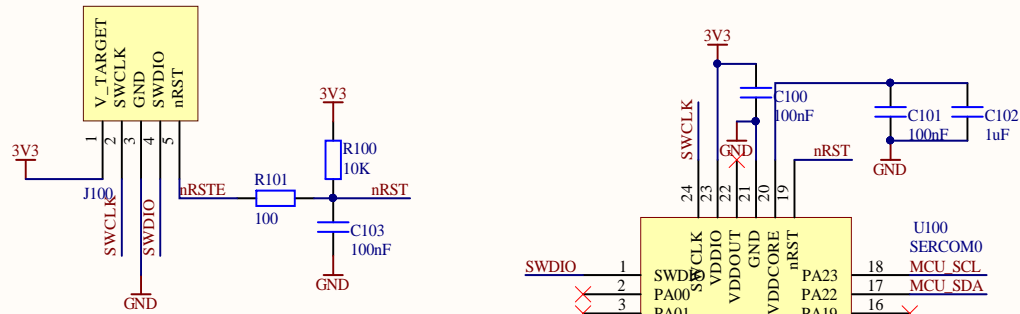 V_TARGET
SWCLK
GND
SWDIO
nRST
1
2
3
4
5
3V3
J100
SWCLK
SWDIO
GND
nRSTE
R101
100
3V3
R100
10K
nRST
C103
100nF
GND
3V3
SWCLK
C100
100nF
GND
nRST
C101
100nF
C102
1uF
GND
24
23
22
21
20
19
SWCLK
VDDIO
VDDOUT
GND
VDDCORE
nRST
U100
SERCOM0
SWDIO
1
SWDIO
2
PA00
3
PA01
PA23
18
MCU_SCL
PA22
17
MCU_SDA
PA19
16